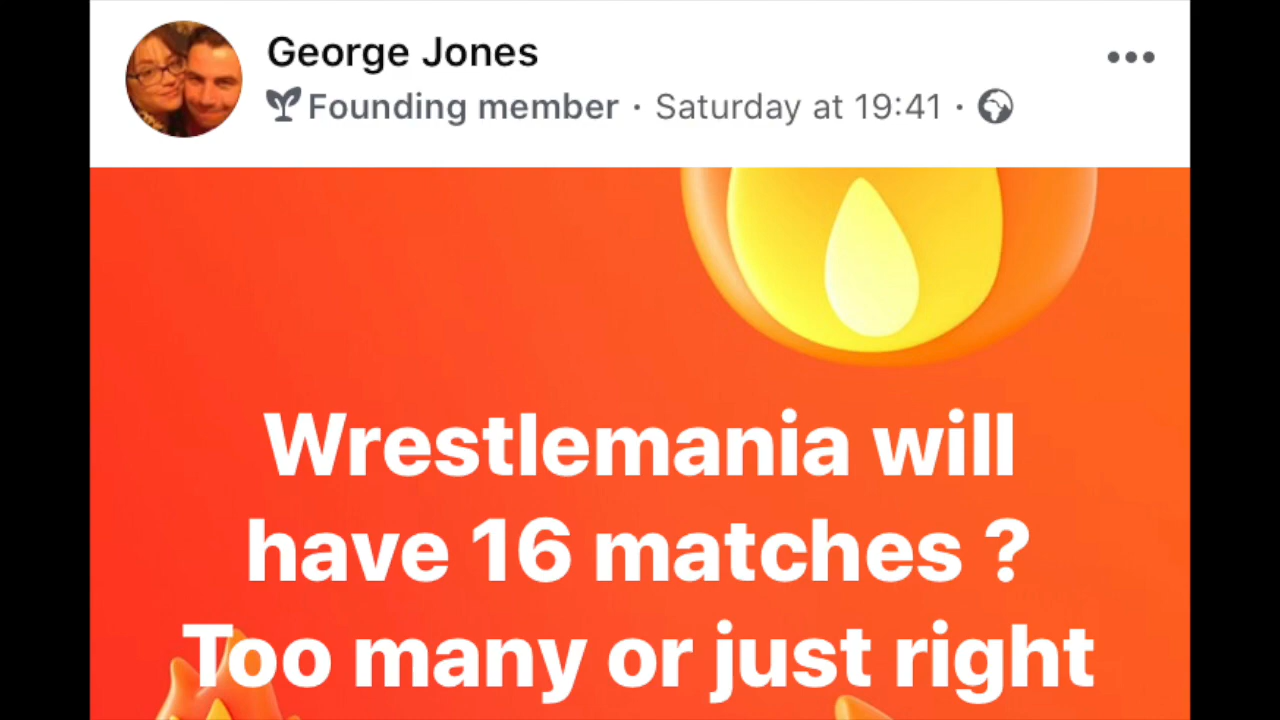 George Jones
Founding member · Saturday at 19:41 ·
Wrestlemania will
have 16 matches ?
Too many or just right